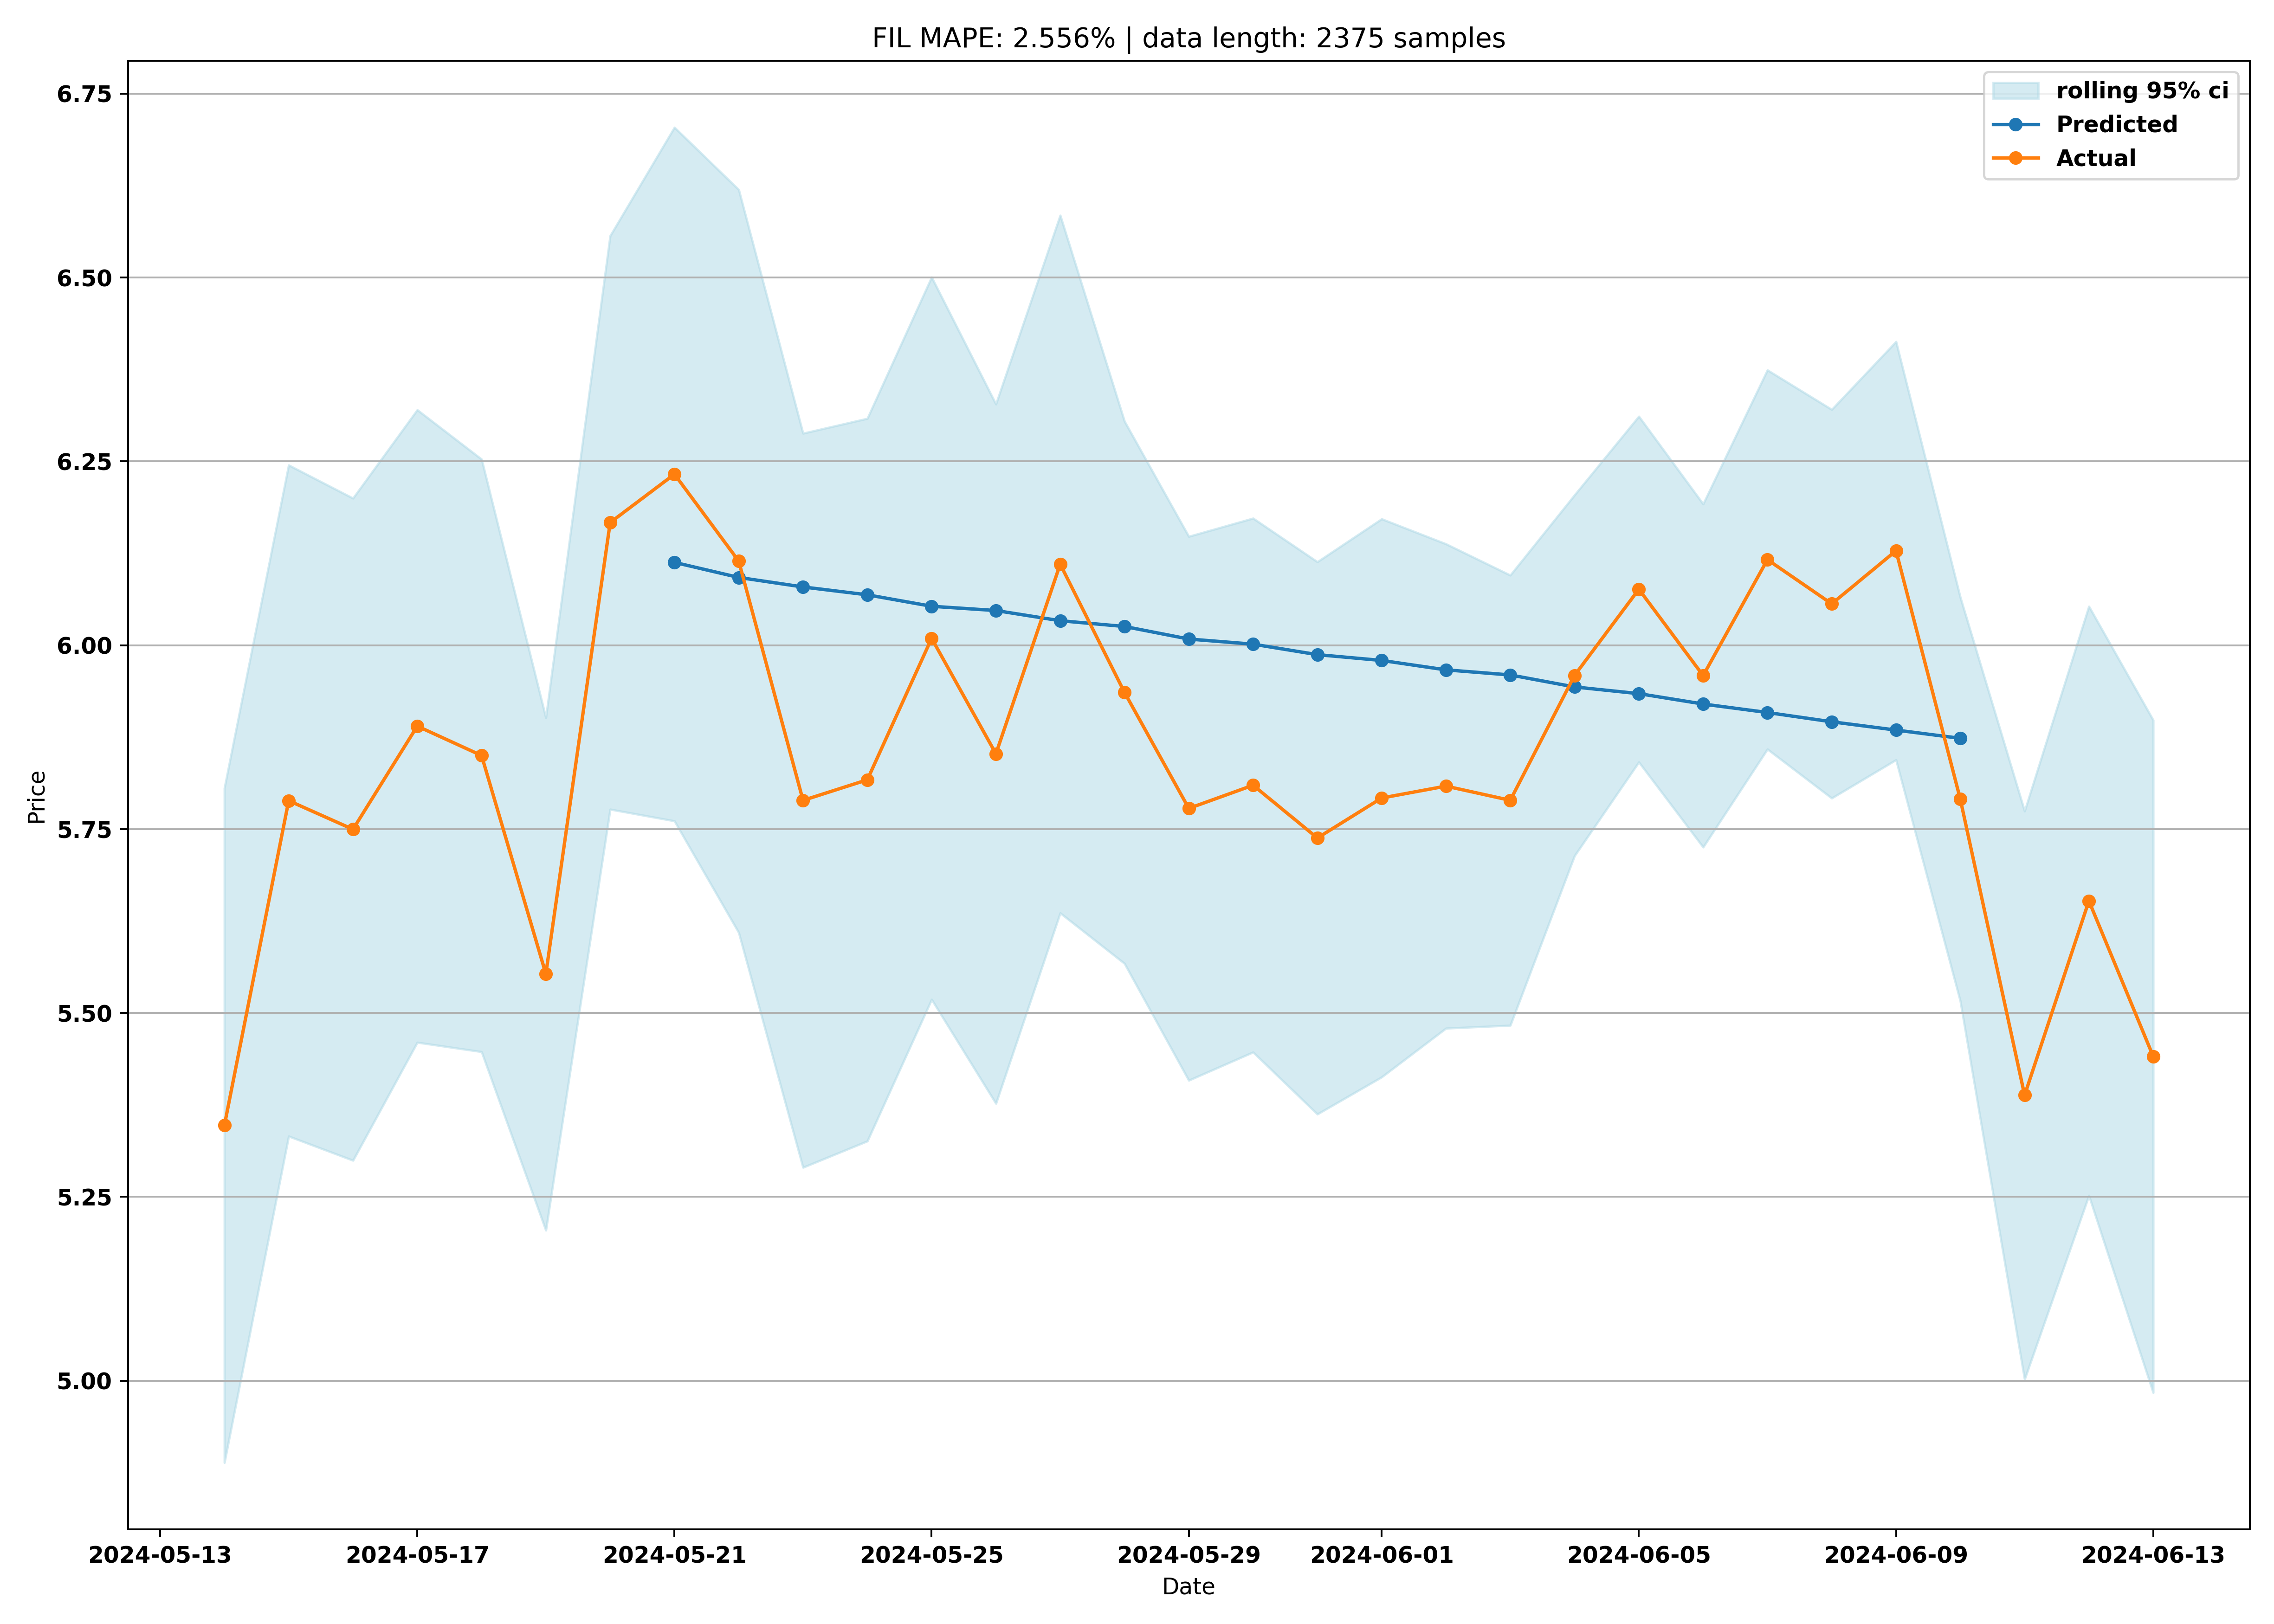 FIL MAPE: 2.556% | data length: 2375 samples
rolling 95% ci
Predicted
Actual
6.75
6.50
6.25
6.00
5.75
5.50
5.25
5.00
Price
2024-05-13 2024-05-17 2024-05-21 2024-05-25 2024-05-29 2024-06-01 2024-06-05 2024-06-09 2024-06-13
Date